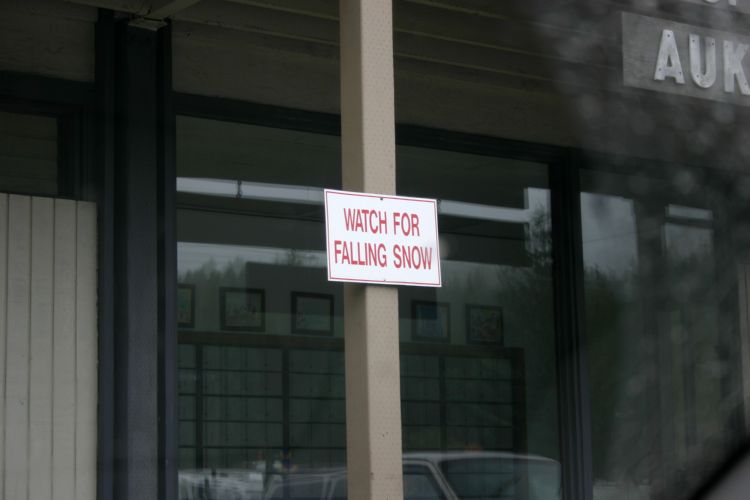 AUK
WATCH FOR
FALLING SNOW